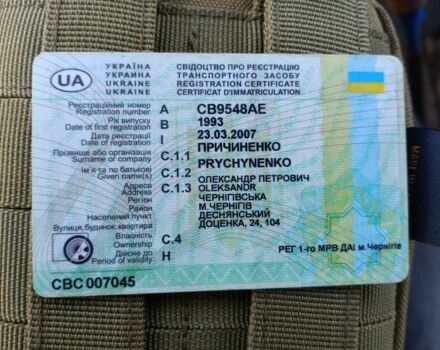 УКРАЇНА
УКРАИНА
UKRAINE
UKRAINE
СВІДОЦТВО ПРО РЕЄСТРАЦІЮ
ТРАНСПОРТНОГО ЗАСОБУ
REGISTRATION CERTIFICATE
CERTIFICAT D'IMMATRICULATION
UA
Реєстраційний номер
Registration number A CB9548AE
Рік випуску B 1993
Date of first registration
Дата реєстрації I 23.03.2007
Прізвище або організація C.1.1 ПРИЧИНЕНКО
Surname of company PRYCHYNENKO
Ім'я та по батькові C.1.2 ОЛЕКСАНДР ПЕТРОВИЧ
Given name(s) OLEKSANDR
Адреса C.1.3 ЧЕРНІГІВСЬКА
Address
Регіон М.ЧЕРНІГІВ
Район ДЕСНЯНСЬКИЙ
Населений пункт ДОЦЕНКА, 24, 104
Вулиця, будинок, квартира
Власність C.4
Ownership
Дійсне до H
Period of validity
РЕГ 1-го МРВ ДАІ м.Чернігів
CBC 007045